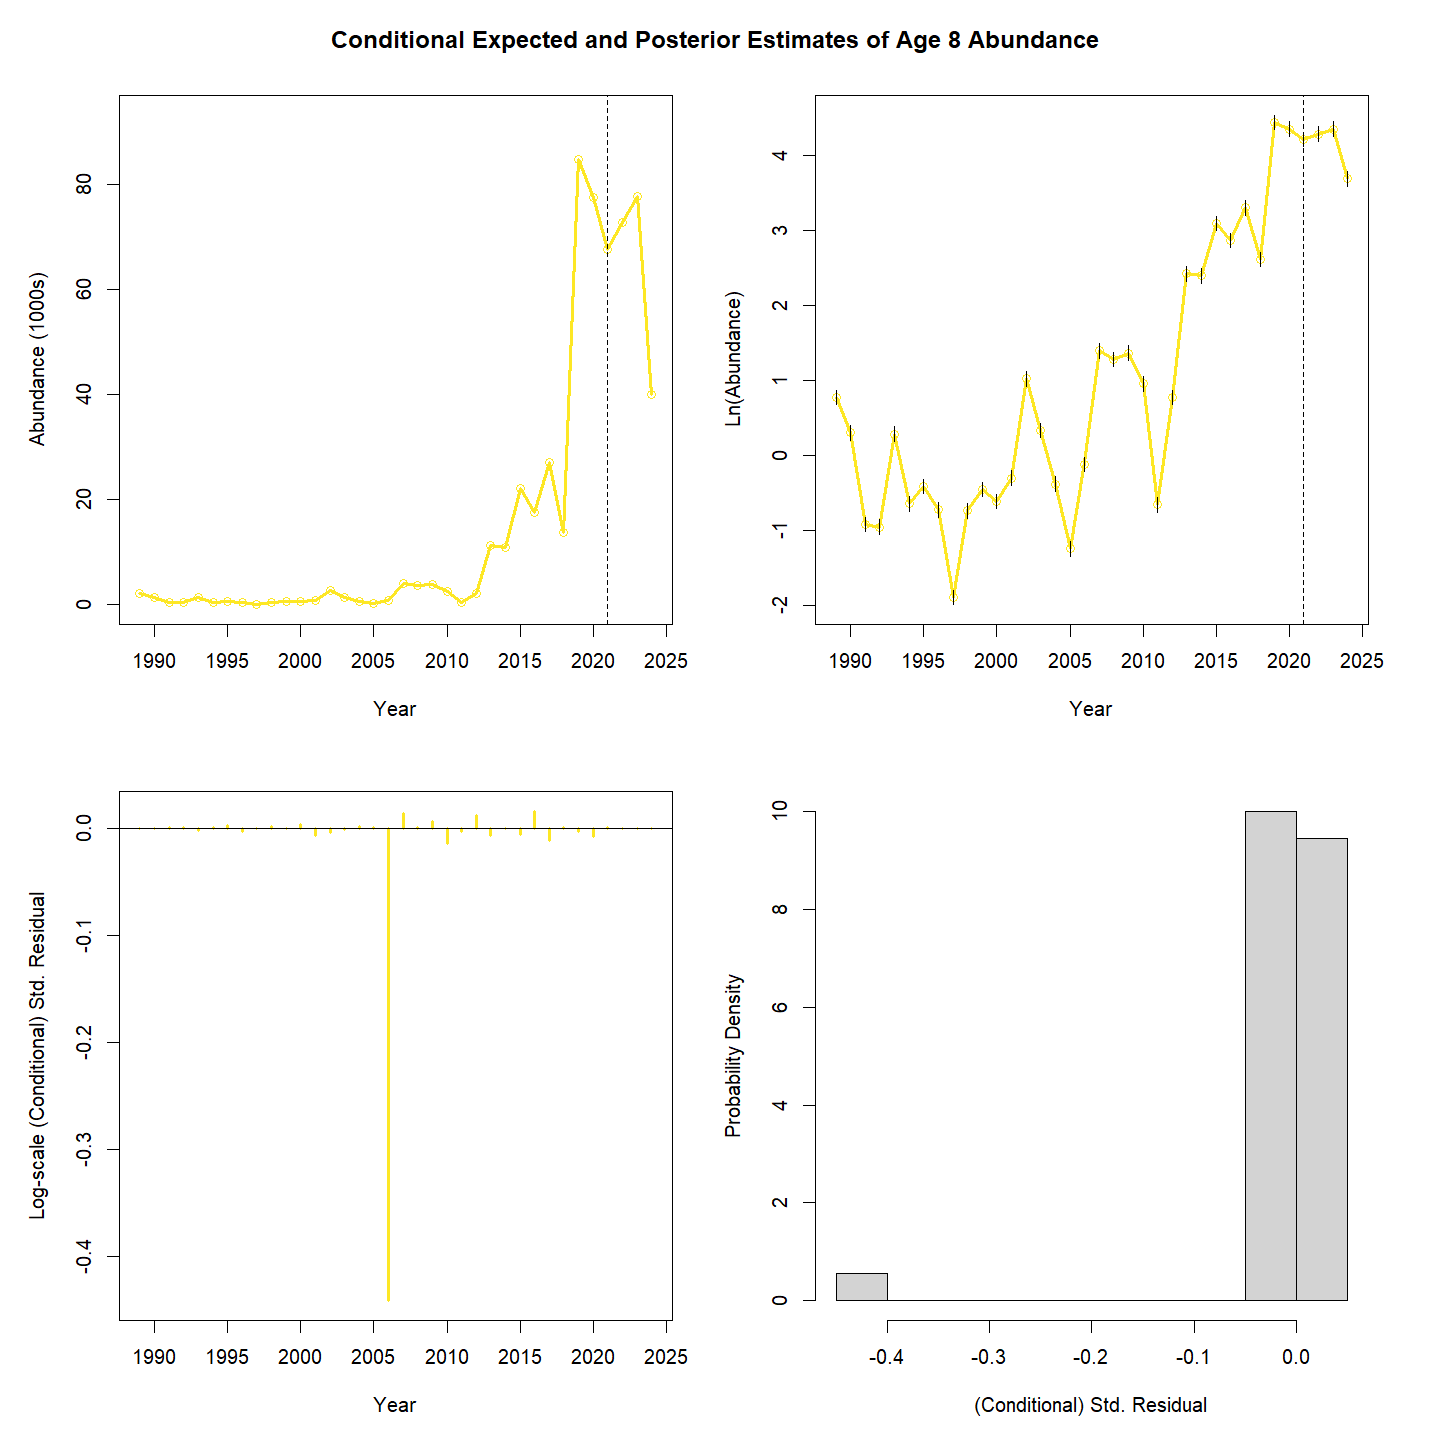 Conditional Expected and Posterior Estimates of Age 8 Abundance
Abundance (1000s)
80
60
40
20
0
1990 1995 2000 2005 2010 2015 2020 2025
Year
Ln(Abundance)
4
3
2
1
0
-1
-2
1990 1995 2000 2005 2010 2015 2020 2025
Year
Log-scale (Conditional) Std. Residual
0.0
-0.1
-0.2
-0.3
-0.4
1990 1995 2000 2005 2010 2015 2020 2025
Year
Probability Density
10
8
6
4
2
0
-0.4 -0.3 -0.2 -0.1 0.0
(Conditional) Std. Residual